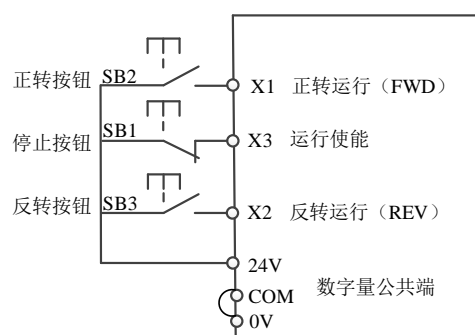 正转按钮 SB2 X1 正转运行（FWD）
停止按钮 SB1 X3 运行使能
反转按钮 SB3 X2 反转运行（REV）
24V
COM 数字量公共端
0V